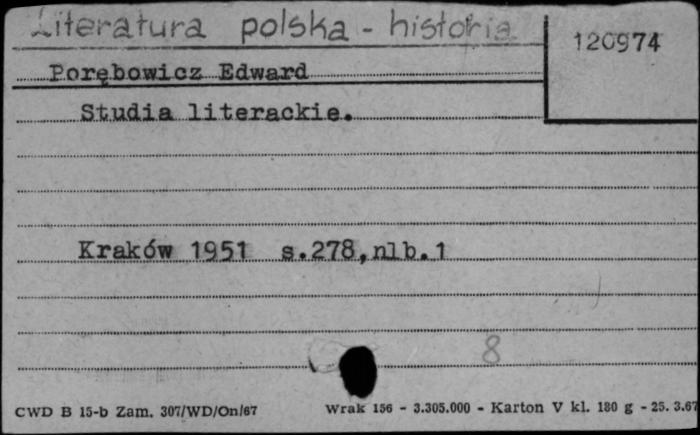 Literatura polska - historia
120974
Porębowicz Edward
Studia literackie.
Kraków 1951 s.278,nlb.1
8
CWD B 15-b Zam. 307/WD/On/67 Wrak 156 - 3.305.000 - Karton V kl. 180 g - 25. 3.67